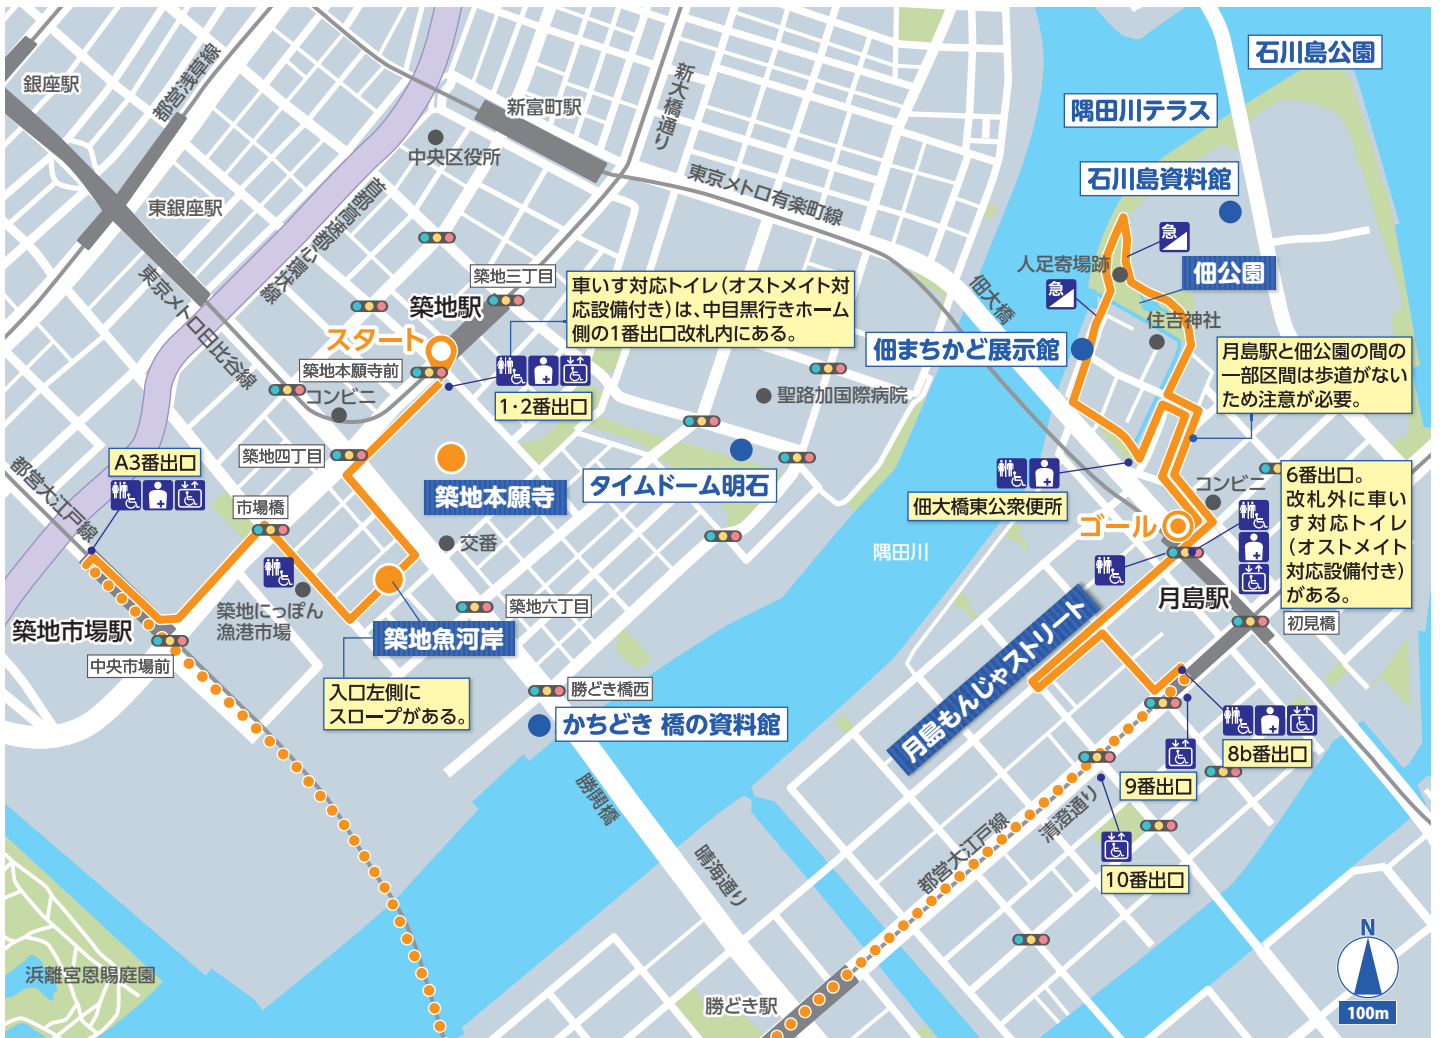 石川島公園
銀座駅
都営浅草線
新富町駅
新大橋通り
隅田川テラス
中央区役所
石川島資料館
東京メトロ有楽町線
東銀座駅
首都高速都心環状線
急
人足寄場跡
佃公園
東京メトロ日比谷線
築地三丁目
築地駅
車いす対応トイレ(オストメイト対
応設備付き)は、中目黒行きホーム
側の1番出口改札内にある。
佃大橋
急
住吉神社
スタート
佃まちかど展示館
月島駅と佃公園の間の
一部区間は歩道がない
ため注意が必要。
築地本願寺前
コンビニ
1・2番出口
聖路加国際病院
A3番出口
築地四丁目
都営大江戸線
築地本願寺
タイムドーム明石
コンビニ
6番出口。
改札外に車い
す対応トイレ
(オストメイト
対応設備付き)
がある。
市場橋
佃大橋東公衆便所
ゴール
交番
隅田川
築地にっぽん
漁港市場
築地六丁目
月島駅
初見橋
築地市場駅
築地魚河岸
中央市場前
月島もんじゃストリート
入口左側に
スロープがある。
勝どき橋西
かちどき 橋の資料館
8b番出口
9番出口
勝鬨橋
清澄通り
都営大江戸線
晴海通り
10番出口
浜離宮恩賜庭園
勝どき駅
N
100m